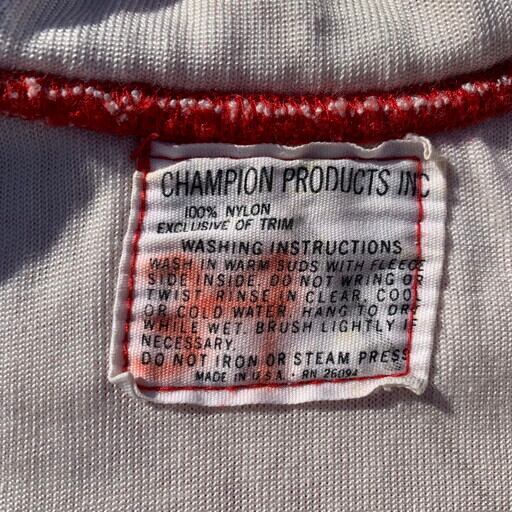 CHAMPION PRODUCTS INC
100% NYLON
EXCLUSIVE OF TRIM
WASHING INSTRUCTIONS
WASH IN WARM SUDS WITH FLEECE
SIDE INSIDE. DO NOT WRING OR
TWIST. RINSE IN CLEAR, COOL
OR COLD WATER. HANG TO DRY
WHILE WET. BRUSH LIGHTLY IF
NECESSARY.
DO NOT IRON OR STEAM PRESS
MADE IN U.S.A. • RN 26094